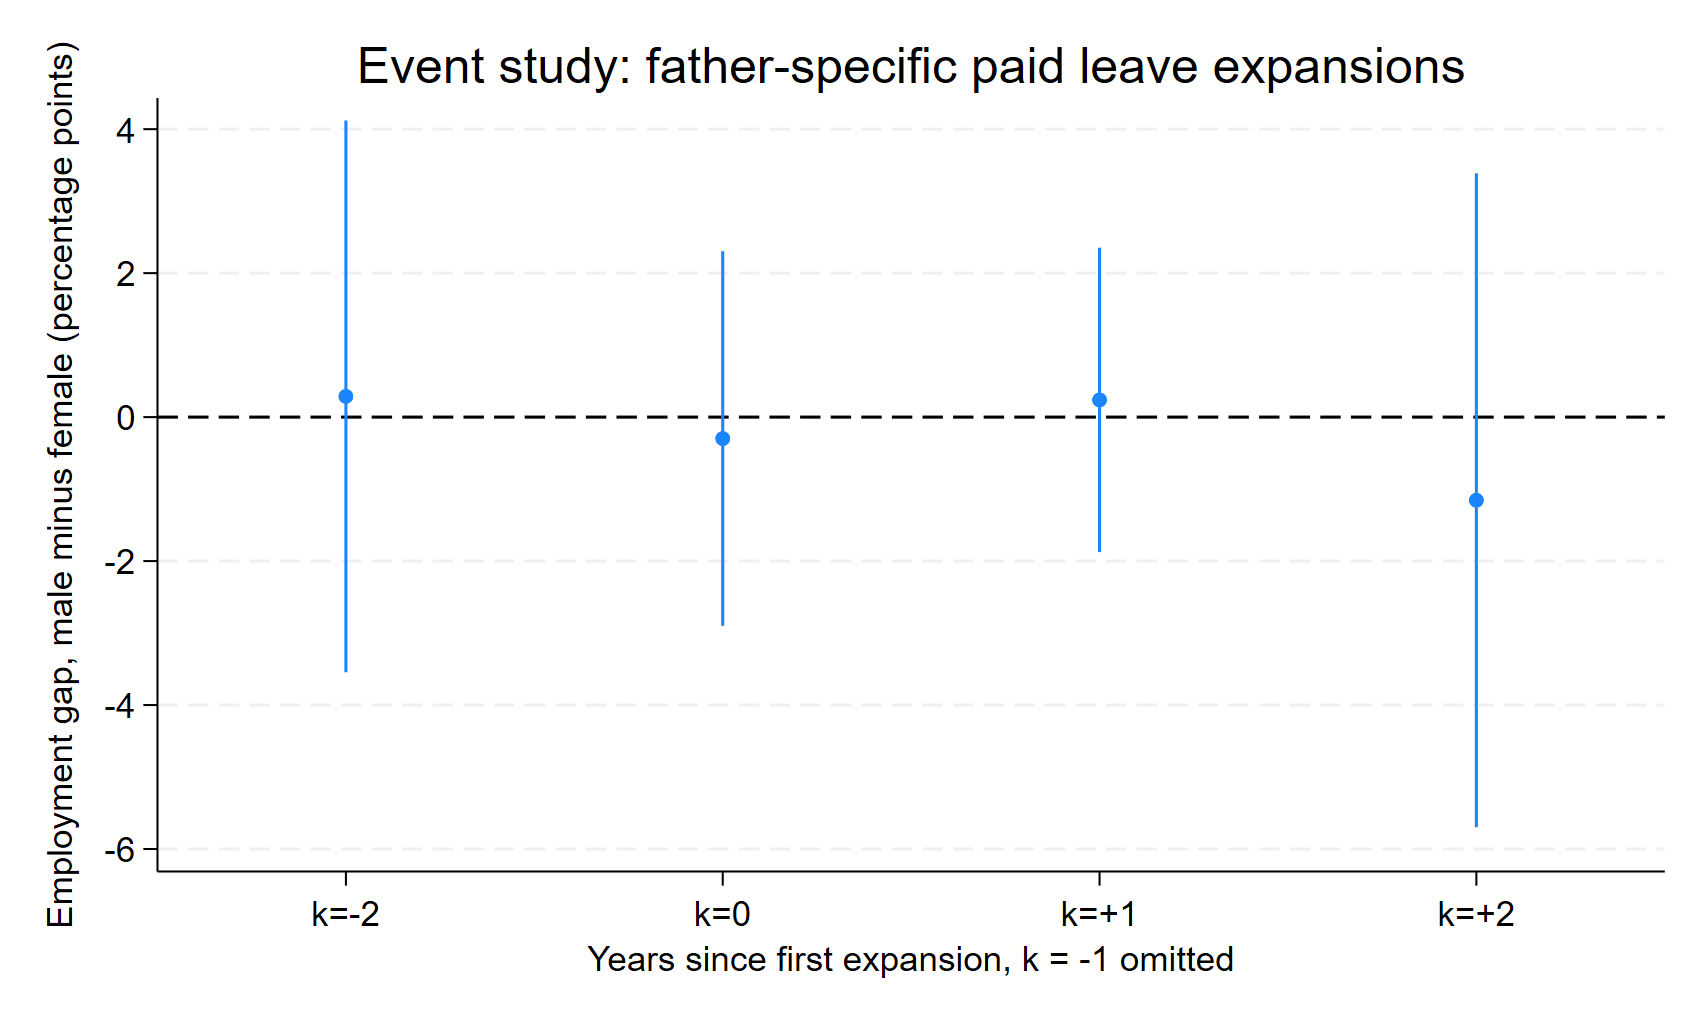 Event study: father-specific paid leave expansions
Employment gap, male minus female (percentage points)
4
2
0
-2
-4
-6
k=-2
k=0
k=+1
k=+2
Years since first expansion, k = -1 omitted